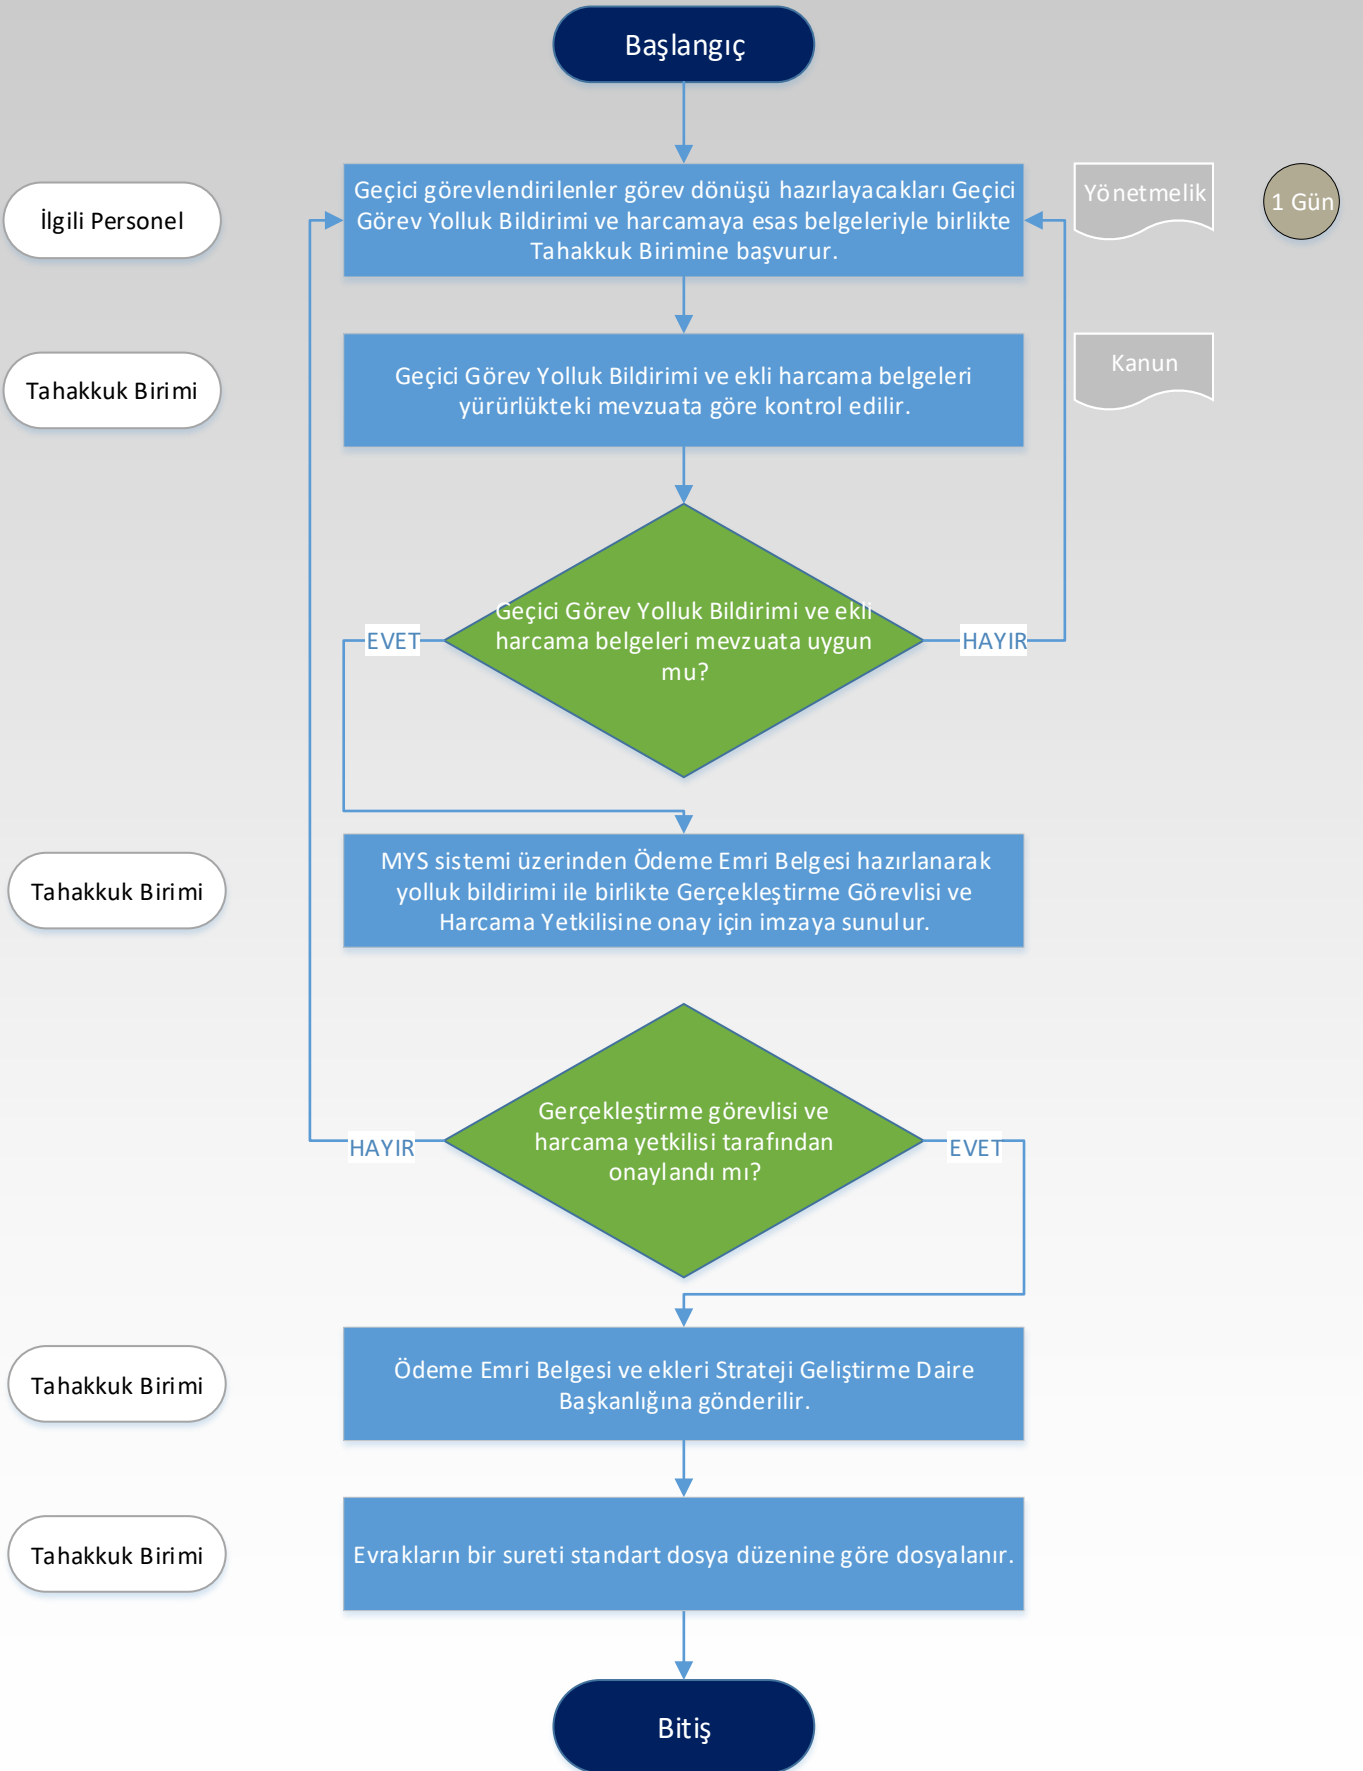 Başlangıç
İlgili Personel
Geçici görevlendirilenler görev dönüşü hazırlayacakları Geçici
Görev Yolluk Bildirimi ve harcamaya esas belgeleriyle birlikte
Tahakkuk Birimine başvurur.
Yönetmelik
1 Gün
Tahakkuk Birimi
Geçici Görev Yolluk Bildirimi ve ekli harcama belgeleri
yürürlükteki mevzuata göre kontrol edilir.
Kanun
EVET
Geçici Görev Yolluk Bildirimi ve ekli
harcama belgeleri mevzuata uygun
mu?
HAYIR
Tahakkuk Birimi
MYS sistemi üzerinden Ödeme Emri Belgesi hazırlanarak
yolluk bildirimi ile birlikte Gerçekleştirme Görevlisi ve
Harcama Yetkilisine onay için imzaya sunulur.
HAYIR
Gerçekleştirme görevlisi ve
harcama yetkilisi tarafından
onaylandı mı?
EVET
Tahakkuk Birimi
Ödeme Emri Belgesi ve ekleri Strateji Geliştirme Daire
Başkanlığına gönderilir.
Tahakkuk Birimi
Evrakların bir sureti standart dosya düzenine göre dosyalanır.
Bitiş